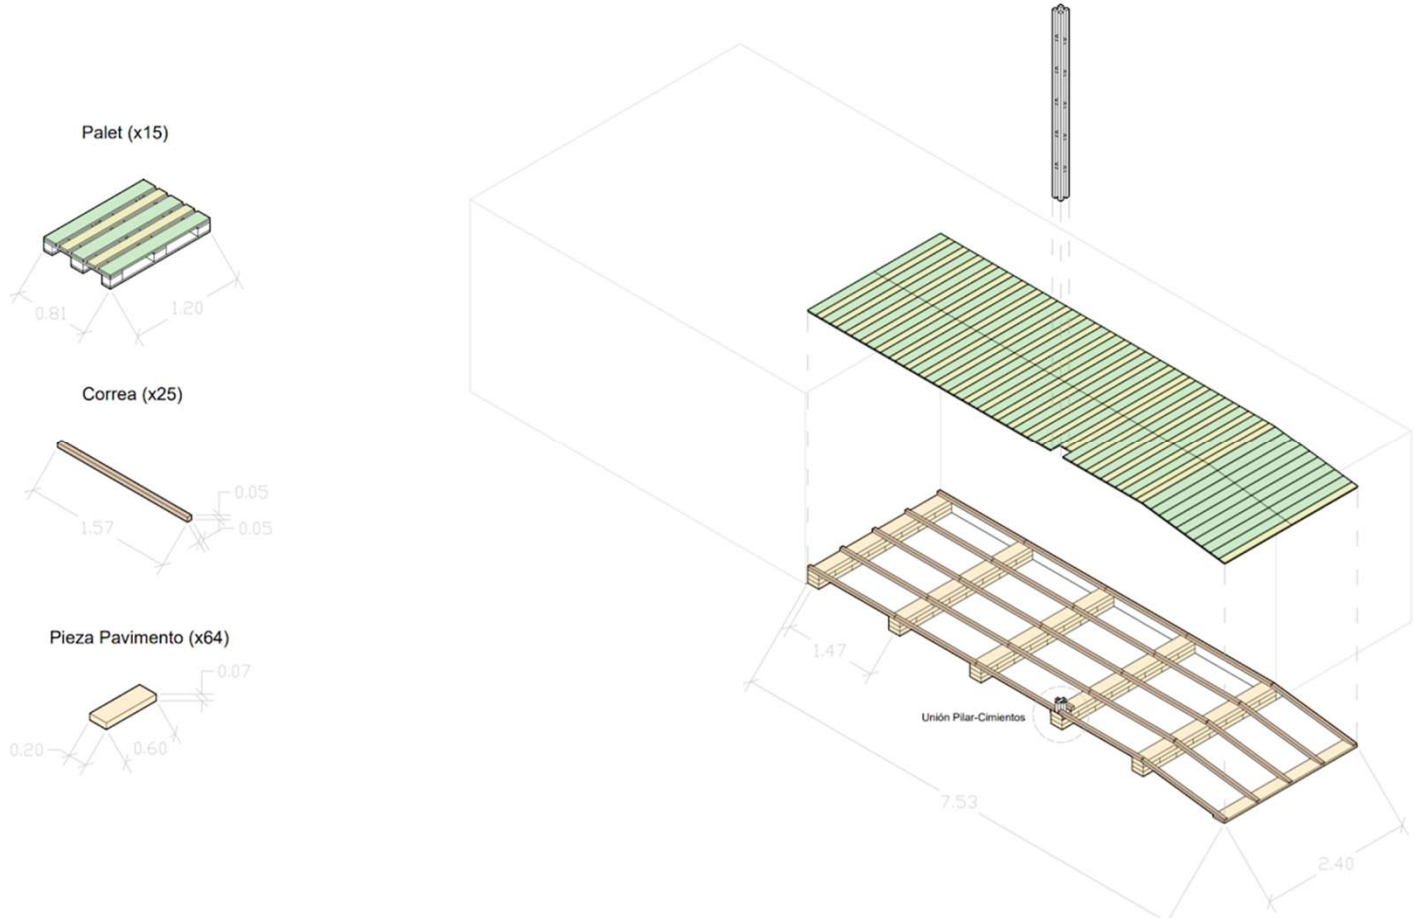 Palet (x15)
0.81
1.20
Correa (x25)
0.05
0.05
1.57
Pieza Pavimento (x64)
0.07
0.20
0.60
1.47
Unión Pilar-Cimientos
7.53
2.40